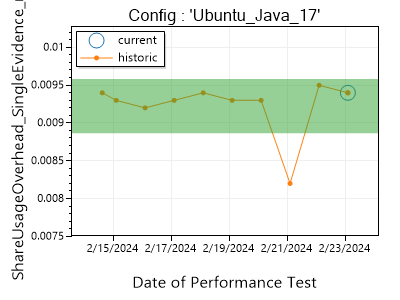 Config : 'Ubuntu_Java_17'
ShareUsageOverhead_SingleEvidence_
current
historic
0.01
0.0095
0.009
0.0085
0.008
0.0075
2/15/2024
2/17/2024
2/19/2024
2/21/2024
2/23/2024
Date of Performance Test